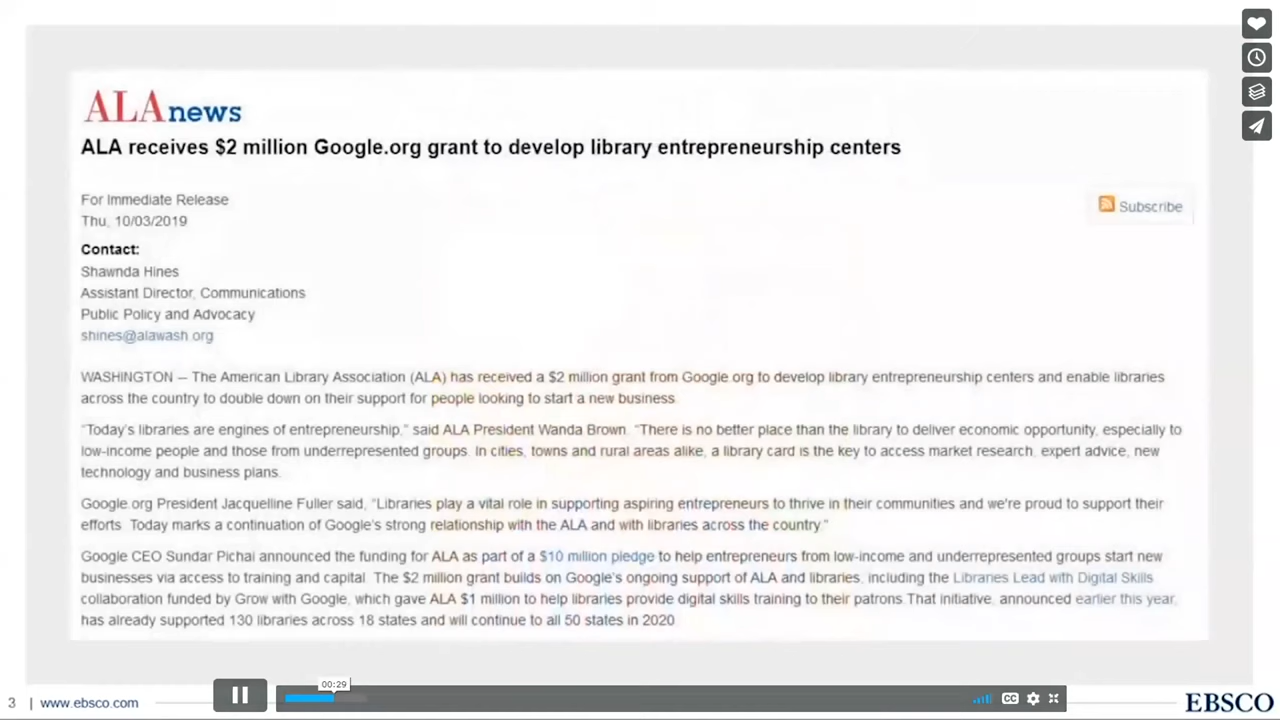 ALAnews
ALA receives $2 million Google.org grant to develop library entrepreneurship centers
For Immediate Release
Thu, 10/03/2019
Subscribe
Contact:
Shawnda Hines
Assistant Director, Communications
Public Policy and Advocacy
shines@alawash.org
WASHINGTON – The American Library Association (ALA) has received a $2 million grant from Google.org to develop library entrepreneurship centers and enable libraries
across the country to double down on their support for people looking to start a new business.
“Today’s libraries are engines of entrepreneurship,” said ALA President Wanda Brown. “There is no better place than the library to deliver economic opportunity, especially to
low-income people and those from underrepresented groups. In cities, towns and rural areas alike, a library card is the key to access market research, expert advice, new
technology and business plans.
Google.org President Jacquelline Fuller said, “Libraries play a vital role in supporting aspiring entrepreneurs to thrive in their communities and we're proud to support their
efforts. Today marks a continuation of Google’s strong relationship with the ALA and with libraries across the country.”
Google CEO Sundar Pichai announced the funding for ALA as part of a $10 million pledge to help entrepreneurs from low-income and underrepresented groups start new
businesses via access to training and capital. The $2 million grant builds on Google’s ongoing support of ALA and libraries, including the Libraries Lead with Digital Skills
collaboration funded by Grow with Google, which gave ALA $1 million to help libraries provide digital skills training to their patrons.That initiative, announced earlier this year,
has already supported 130 libraries across 18 states and will continue to all 50 states in 2020.
00:29
CC
3 | www.ebsco.com
EBSCO